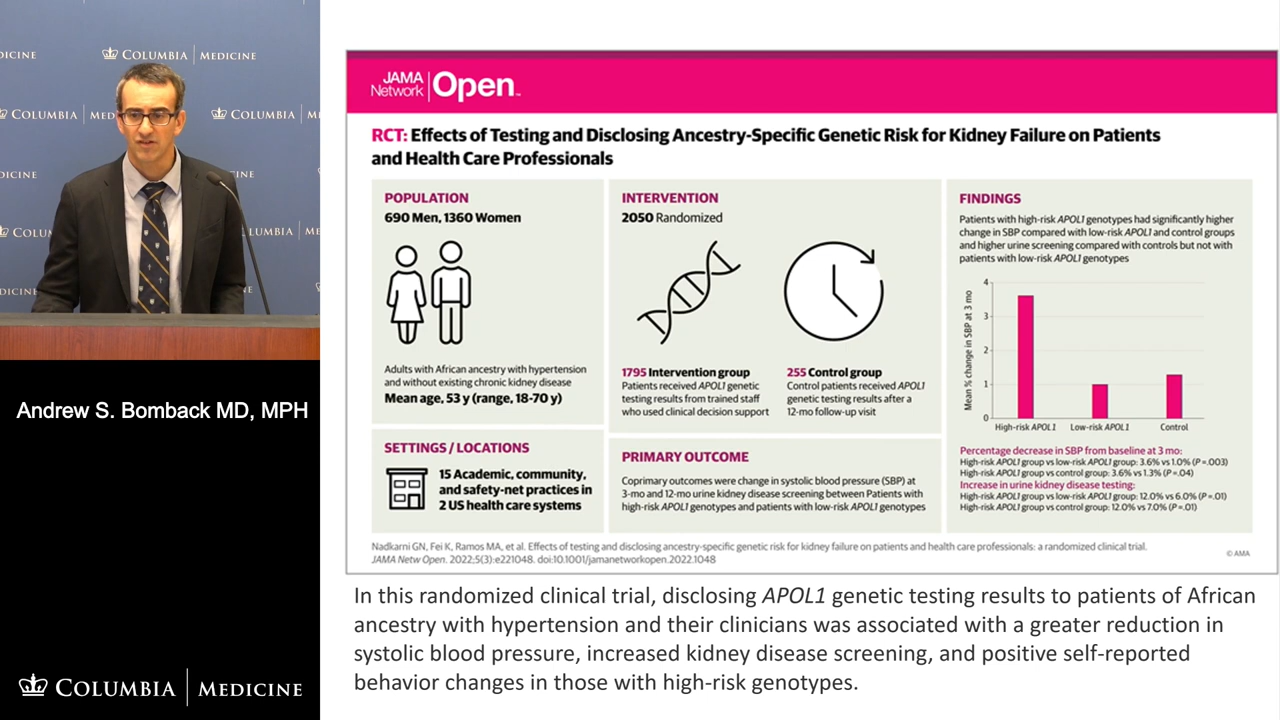 DICINE
COLUMBIA | MEDICINE
COLUMBIA | MED
COLUMBIA | M
DICINE
INE
COLUM
DICINE
Andrew S. Bomback MD, MPH
COLUMBIA | MEDICINE
JAMA Network | Open™
RCT: Effects of Testing and Disclosing Ancestry-Specific Genetic Risk for Kidney Failure on Patients
and Health Care Professionals
POPULATION
690 Men, 1360 Women
Adults with African ancestry with hypertension
and without existing chronic kidney disease
Mean age, 53 y (range, 18-70 y)
SETTINGS / LOCATIONS
15 Academic, community,
and safety-net practices in
2 US health care systems
INTERVENTION
2050 Randomized
1795 Intervention group
Patients received APOL1 genetic
testing results from trained staff
who used clinical decision support
255 Control group
Control patients received APOL1
genetic testing results after a
12-mo follow-up visit
PRIMARY OUTCOME
Coprimary outcomes were change in systolic blood pressure (SBP) at
3-mo and 12-mo urine kidney disease screening between Patients with
high-risk APOL1 genotypes and patients with low-risk APOL1 genotypes
FINDINGS
Patients with high-risk APOL1 genotypes had significantly higher
change in SBP compared with low-risk APOL1 and control groups
and higher urine screening compared with controls but not with
patients with low-risk APOL1 genotypes
Mean % change in SBP at 3 mo
4
3
2
1
0
High-risk APOL1 Low-risk APOL1 Control
Percentage decrease in SBP from baseline at 3 mo:
High-risk APOL1 group vs low-risk APOL1 group: 3.6% vs 1.0% (P = .003)
High-risk APOL1 group vs control group: 3.6% vs 1.3% (P = .04)
Increase in urine kidney disease testing:
High-risk APOL1 group vs low-risk APOL1 group: 12.0% vs 6.0% (P = .01)
High-risk APOL1 group vs control group: 12.0% vs 7.0% (P = .01)
Nadkarni GN, Fei K, Ramos MA, et al. Effects of testing and disclosing ancestry-specific genetic risk for kidney failure on patients and health care professionals: a randomized clinical trial.
JAMA Netw Open. 2022;5(3):e221048. doi:10.1001/jamanetworkopen.2022.1048
© AMA
In this randomized clinical trial, disclosing APOL1 genetic testing results to patients of African
ancestry with hypertension and their clinicians was associated with a greater reduction in
systolic blood pressure, increased kidney disease screening, and positive self-reported
behavior changes in those with high-risk genotypes.